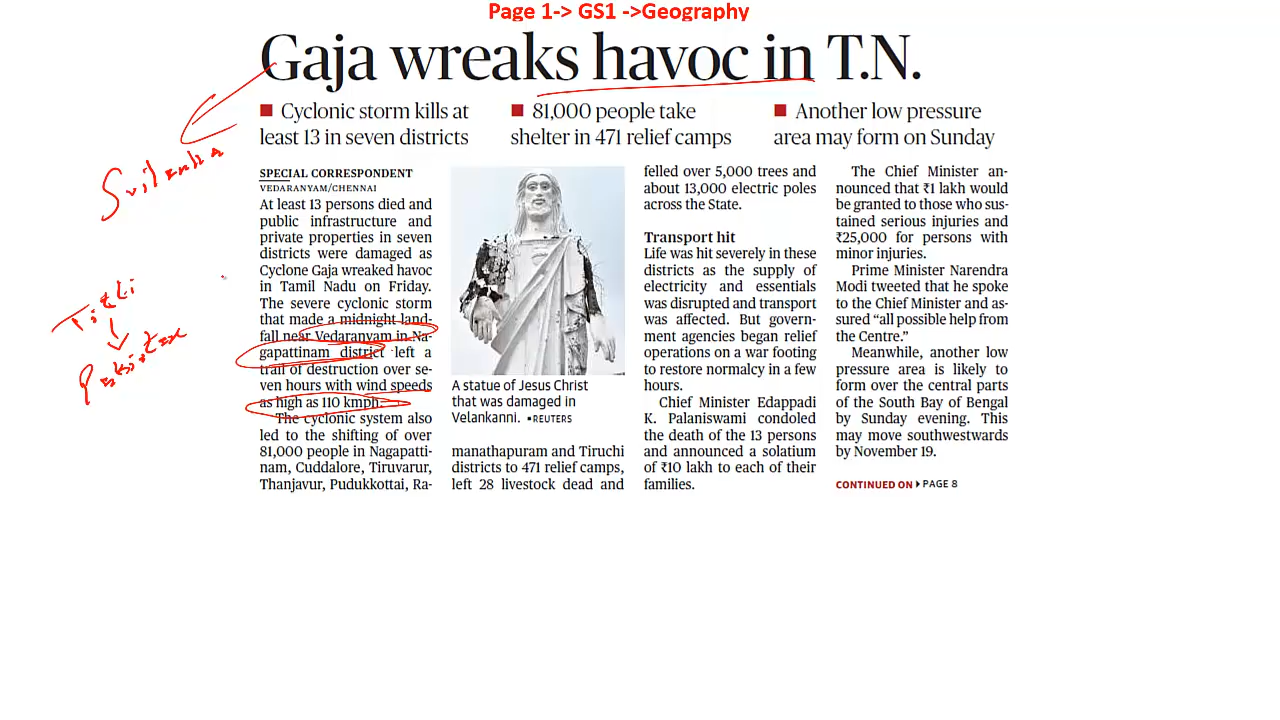 Page 1-> GS1 ->Geography
Gaja wreaks havoc in T.N.
■ Cyclonic storm kills at
least 13 in seven districts
■ 81,000 people take
shelter in 471 relief camps
■ Another low pressure
area may form on Sunday
Srilanka
Titli
Pakistan
SPECIAL CORRESPONDENT
VEDARANYAM/CHENNAI
At least 13 persons died and
public infrastructure and
private properties in seven
districts were damaged as
Cyclone Gaja wreaked havoc
in Tamil Nadu on Friday.
The severe cyclonic storm
that made a midnight land-
fall near Vedaranyam in Na-
gapattinam district left a
trail of destruction over se-
ven hours with wind speeds
as high as 110 kmph.
The cyclonic system also
led to the shifting of over
81,000 people in Nagapatti-
nam, Cuddalore, Tiruvarur,
Thanjavur, Pudukkottai, Ra-
A statue of Jesus Christ
that was damaged in
Velankanni. ▪REUTERS
manathapuram and Tiruchi
districts to 471 relief camps,
left 28 livestock dead and
felled over 5,000 trees and
about 13,000 electric poles
across the State.
Transport hit
Life was hit severely in these
districts as the supply of
electricity and essentials
was disrupted and transport
was affected. But govern-
ment agencies began relief
operations on a war footing
to restore normalcy in a few
hours.
Chief Minister Edappadi
K. Palaniswami condoled
the death of the 13 persons
and announced a solatium
of ₹10 lakh to each of their
families.
The Chief Minister an-
nounced that ₹1 lakh would
be granted to those who sus-
tained serious injuries and
₹25,000 for persons with
minor injuries.
Prime Minister Narendra
Modi tweeted that he spoke
to the Chief Minister and as-
sured “all possible help from
the Centre.”
Meanwhile, another low
pressure area is likely to
form over the central parts
of the South Bay of Bengal
by Sunday evening. This
may move southwestwards
by November 19.
CONTINUED ON ▸ PAGE 8